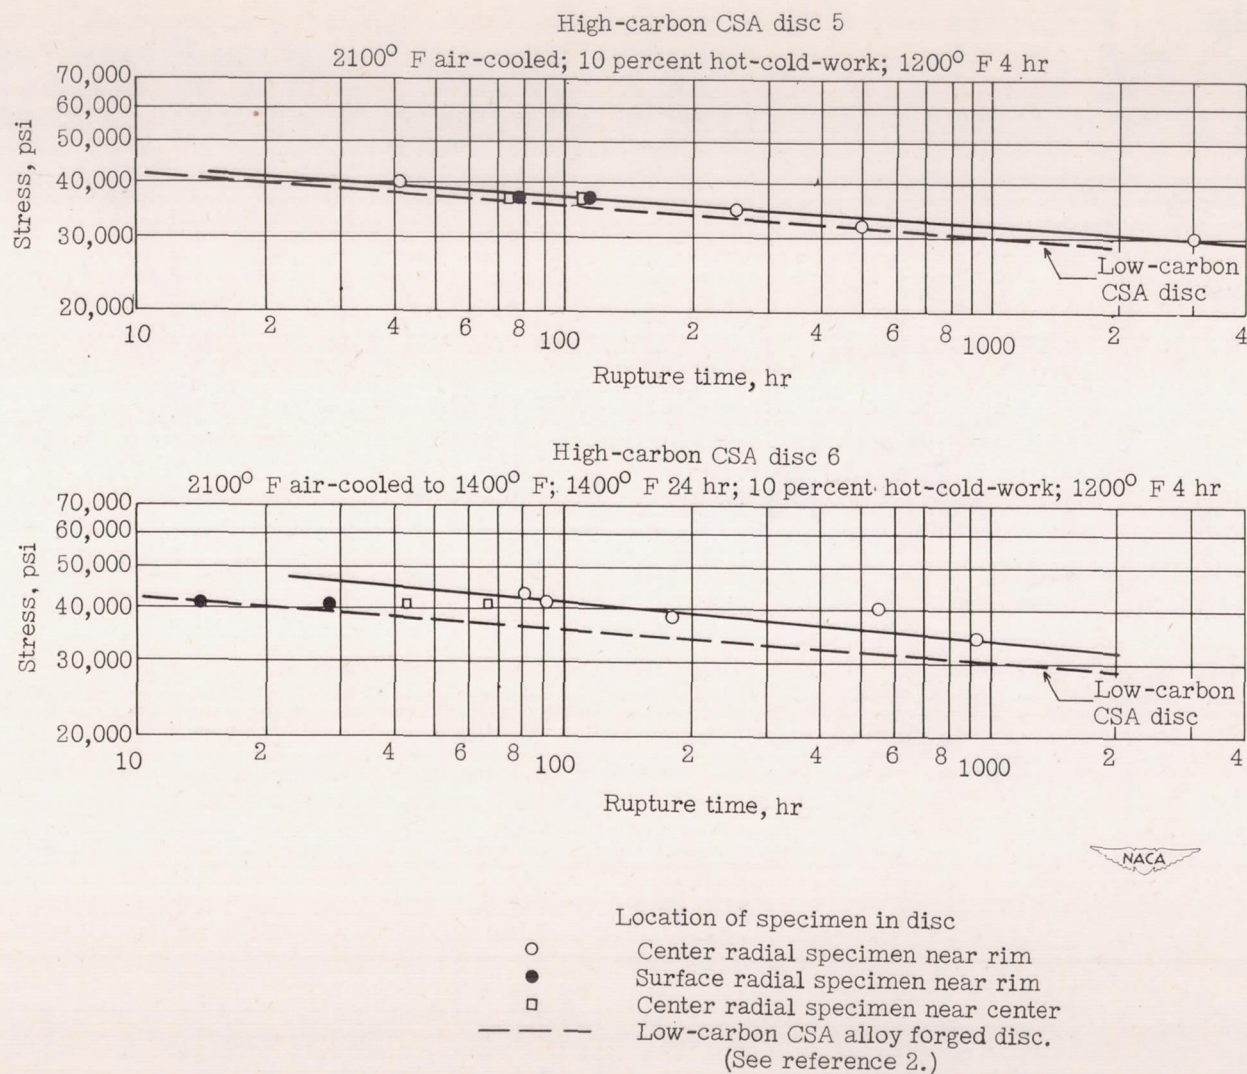 High-carbon CSA disc 5
2100° F air-cooled; 10 percent hot-cold-work; 1200° F 4 hr
70,000
60,000
50,000
40,000
30,000
20,000
Stress, psi
Low-carbon
CSA disc
10 2 4 6 8 100 2 4 6 8 1000 2 4
Rupture time, hr
High-carbon CSA disc 6
2100° F air-cooled to 1400° F; 1400° F 24 hr; 10 percent hot-cold-work; 1200° F 4 hr
70,000
60,000
50,000
40,000
30,000
20,000
Stress, psi
Low-carbon
CSA disc
10 2 4 6 8 100 2 4 6 8 1000 2 4
Rupture time, hr
NACA
Location of specimen in disc
Center radial specimen near rim
Surface radial specimen near rim
Center radial specimen near center
Low-carbon CSA alloy forged disc.
(See reference 2.)